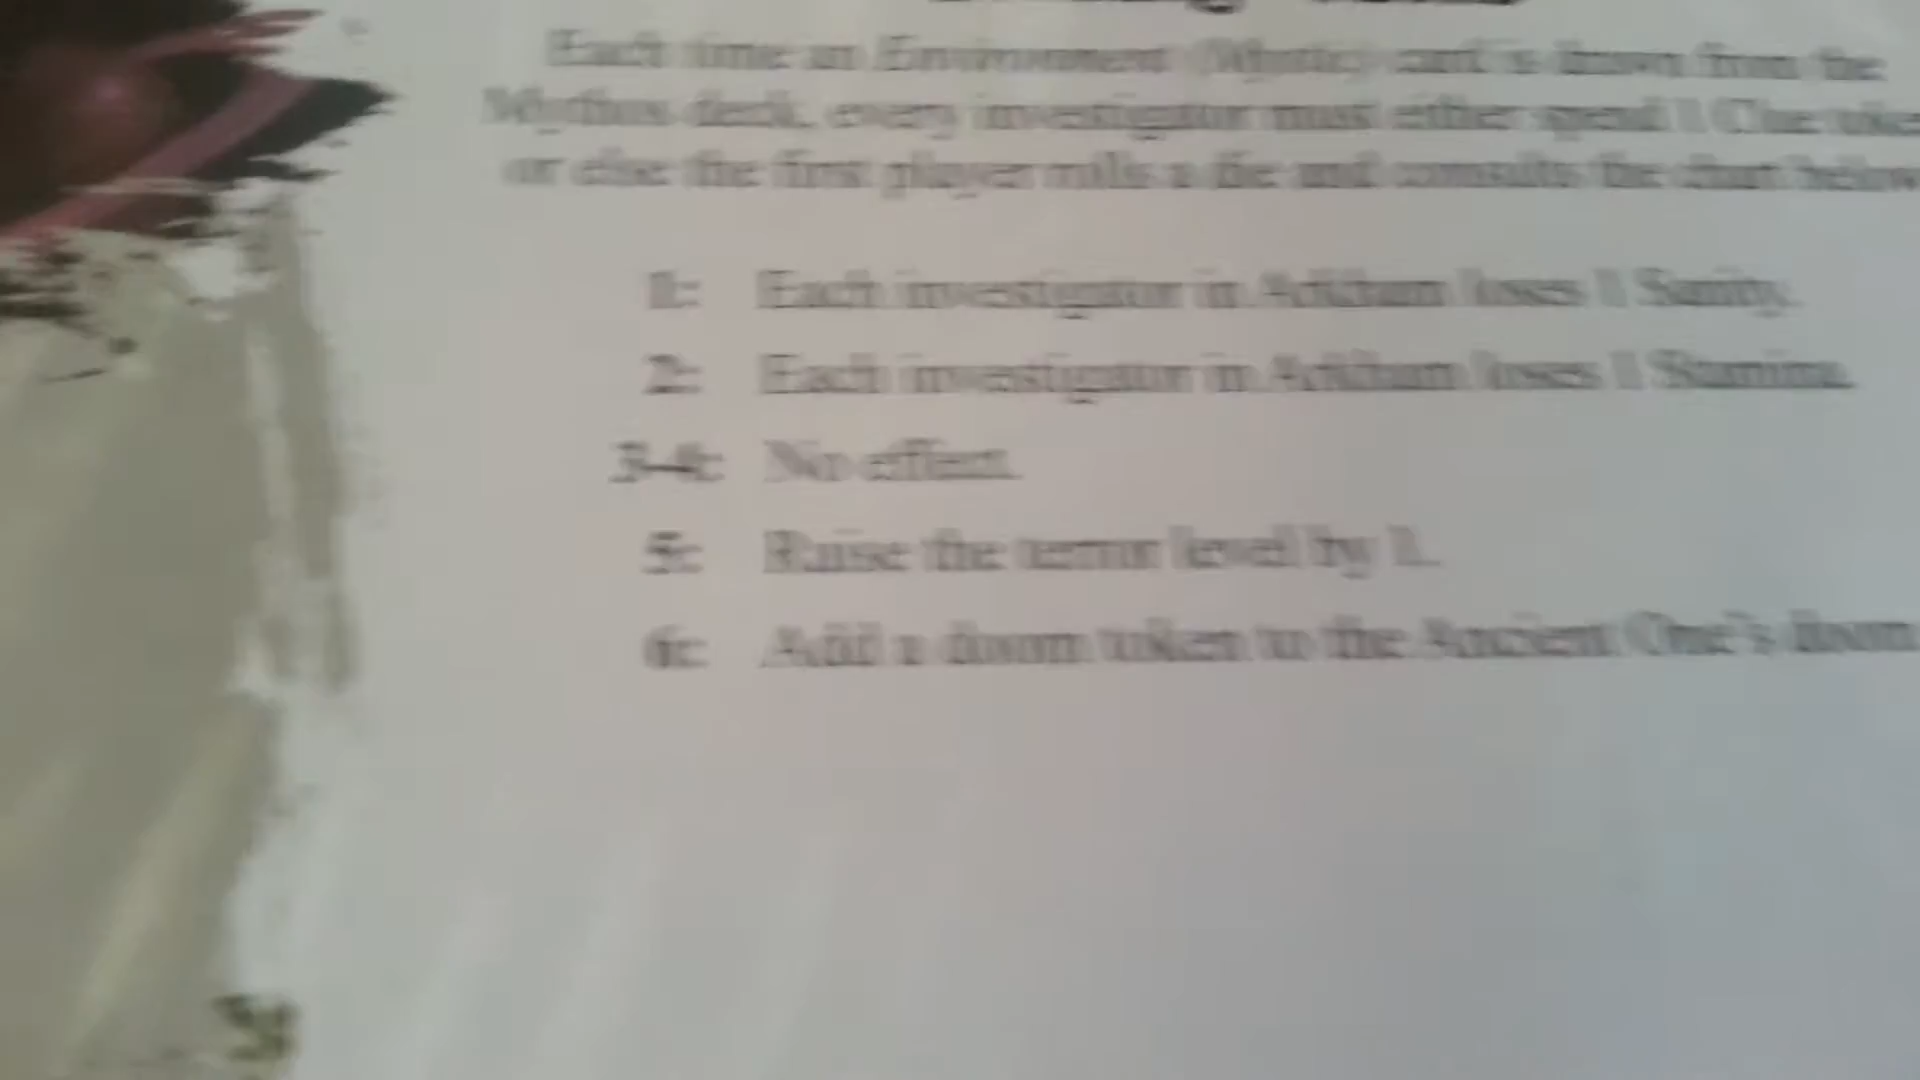 Each time an Environment (Mystic) card is drawn from the
Mythos deck, every investigator must either spend 1 Clue
or else the first player rolls a die and consults the chart below
1: Each investigator in Arkham loses 1 Sanity.
2: Each investigator in Arkham loses 1 Stamina.
3-4: No effect.
5: Raise the terror level by 1.
6: Add a doom token to the Ancient One's doom